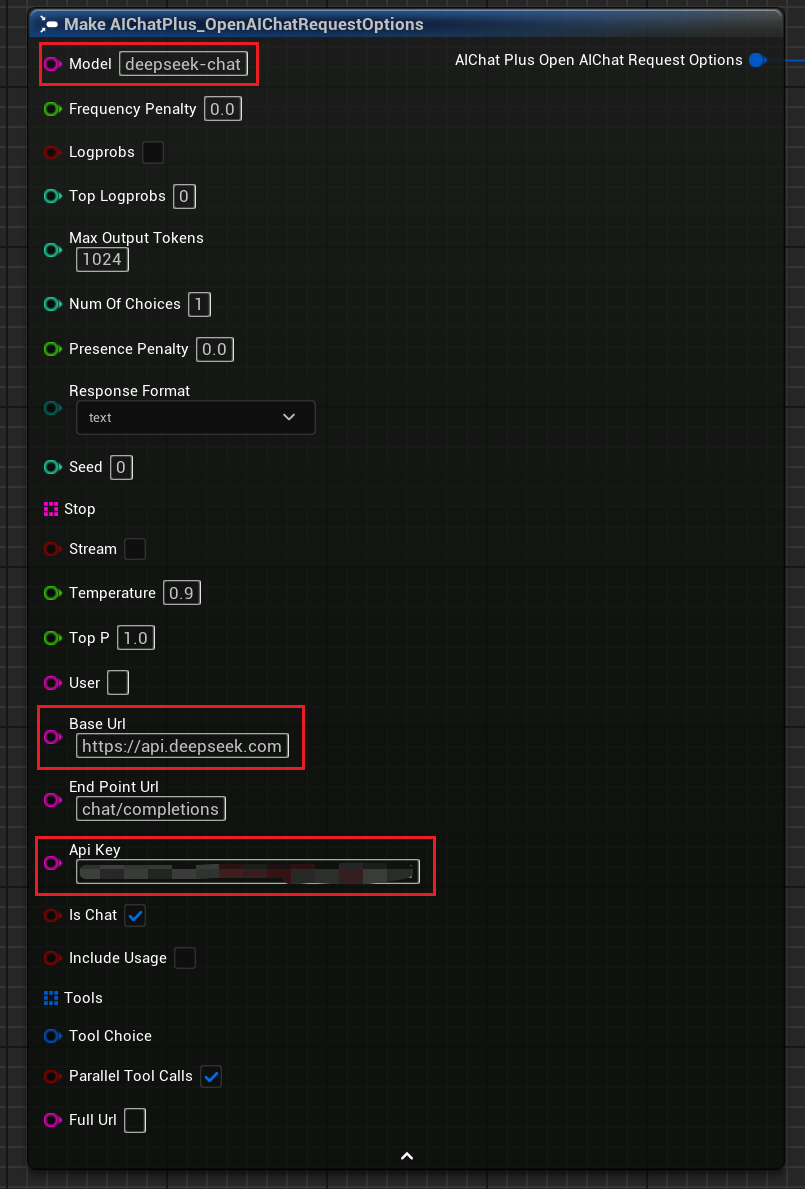 Make AIChatPlus_OpenAIChatRequestOptions
Model deepseek-chat
AIChat Plus Open AIChat Request Options
Frequency Penalty 0.0
Logprobs
Top Logprobs 0
Max Output Tokens
1024
Num Of Choices 1
Presence Penalty 0.0
Response Format
text
Seed 0
Stop
Stream
Temperature 0.9
Top P 1.0
User
Base Url
https://api.deepseek.com
End Point Url
chat/completions
Api Key
Is Chat
Include Usage
Tools
Tool Choice
Parallel Tool Calls
Full Url